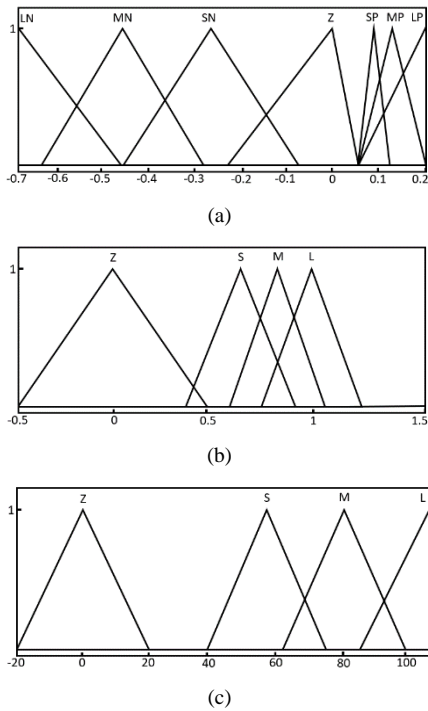 LN MN SN Z SP MP LP
1
-0.7 -0.6 -0.5 -0.4 -0.3 -0.2 -0.1 0 0.1 0.2
(a)
Z S M L
1
-0.5 0 0.5 1 1.5
(b)
Z S M L
1
-20 0 20 40 60 80 100
(c)